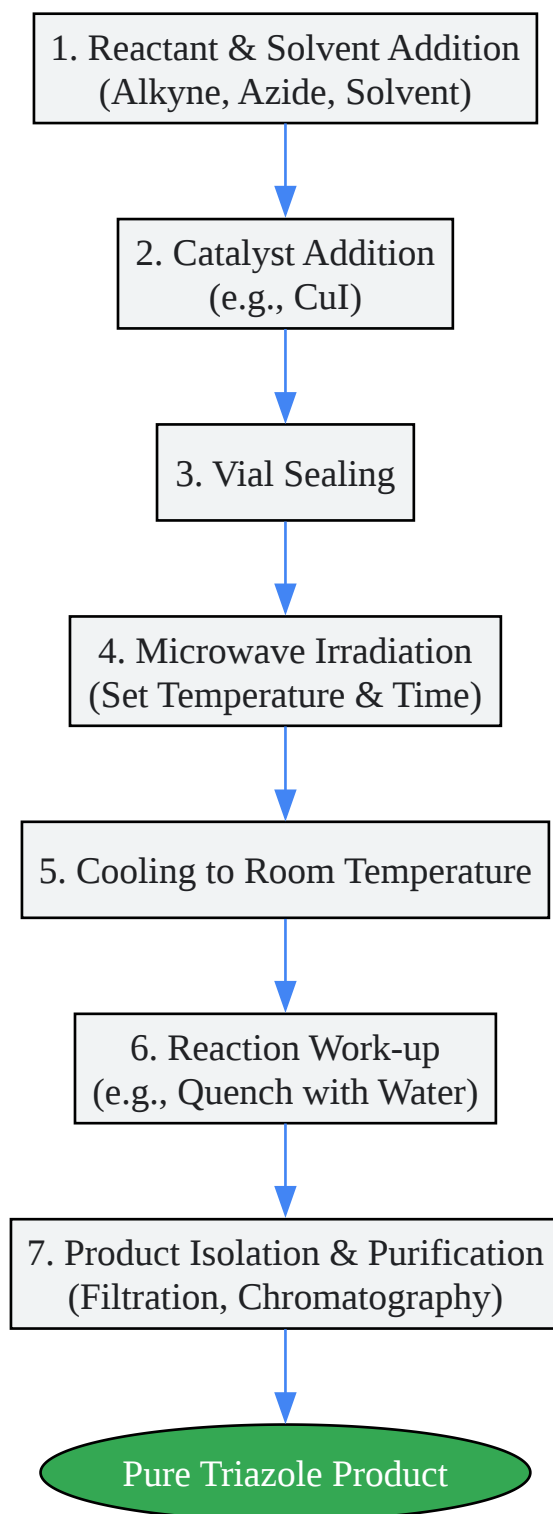 1. Reactant & Solvent Addition
(Alkyne, Azide, Solvent)
2. Catalyst Addition
(e.g., CuI)
3. Vial Sealing
4. Microwave Irradiation
(Set Temperature & Time)
5. Cooling to Room Temperature
6. Reaction Work-up
(e.g., Quench with Water)
7. Product Isolation & Purification
(Filtration, Chromatography)
Pure Triazole Product